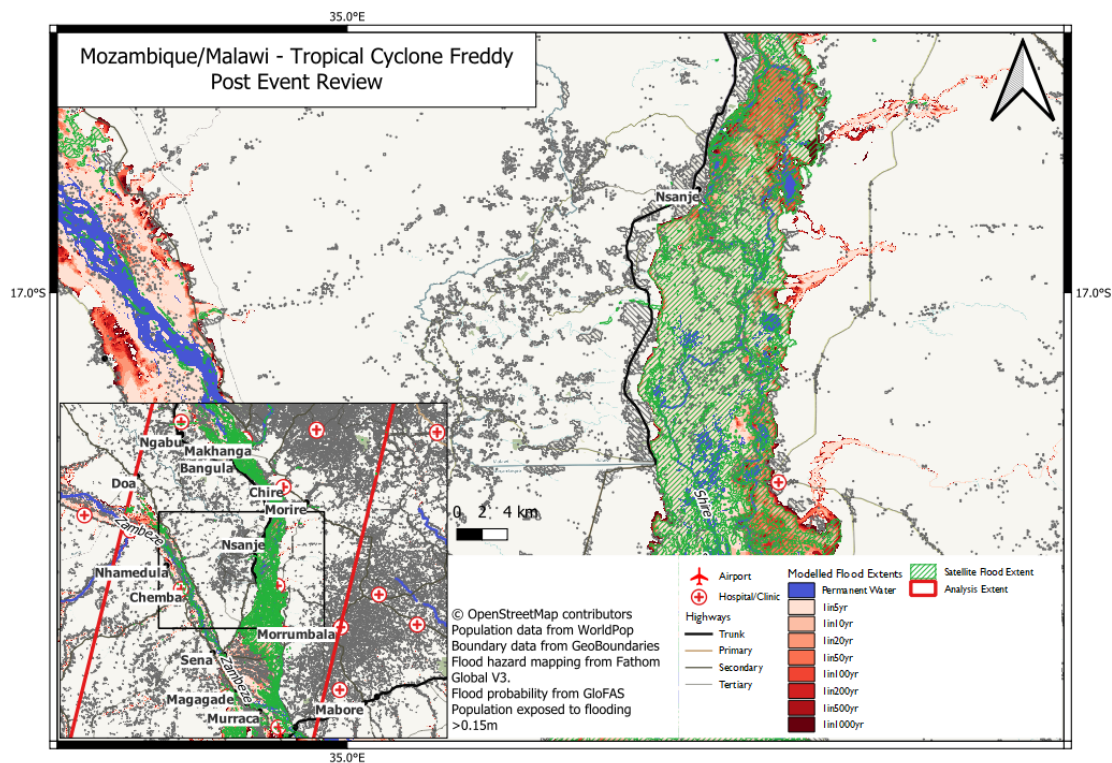 35.0°E
Mozambique/Malawi - Tropical Cyclone Freddy
Post Event Review
Nsanje
17.0°S
17.0°S
Shire
0 2. 4 km
Ngabu
Makhanga
Bangula
Doa
Chire
Morire
Zambeze
Nsanje
Nhamedula
Chemba
Morrumbala
Sena
Zambeze
Magagade
Murraca
Mabore
© OpenStreetMap contributors
Population data from WorldPop
Boundary data from GeoBoundaries
Flood hazard mapping from Fathom
Global V3.
Flood probability from GloFAS
Population exposed to flooding
>0.15m
Airport
Hospital/Clinic
Highways
Trunk
Primary
Secondary
Tertiary
Modelled Flood Extents
Permanent Water
1in5yr
1in10yr
1in20yr
1in50yr
1in100yr
1in200yr
1in500yr
1in1000yr
Satellite Flood Extent
Analysis Extent
35.0°E